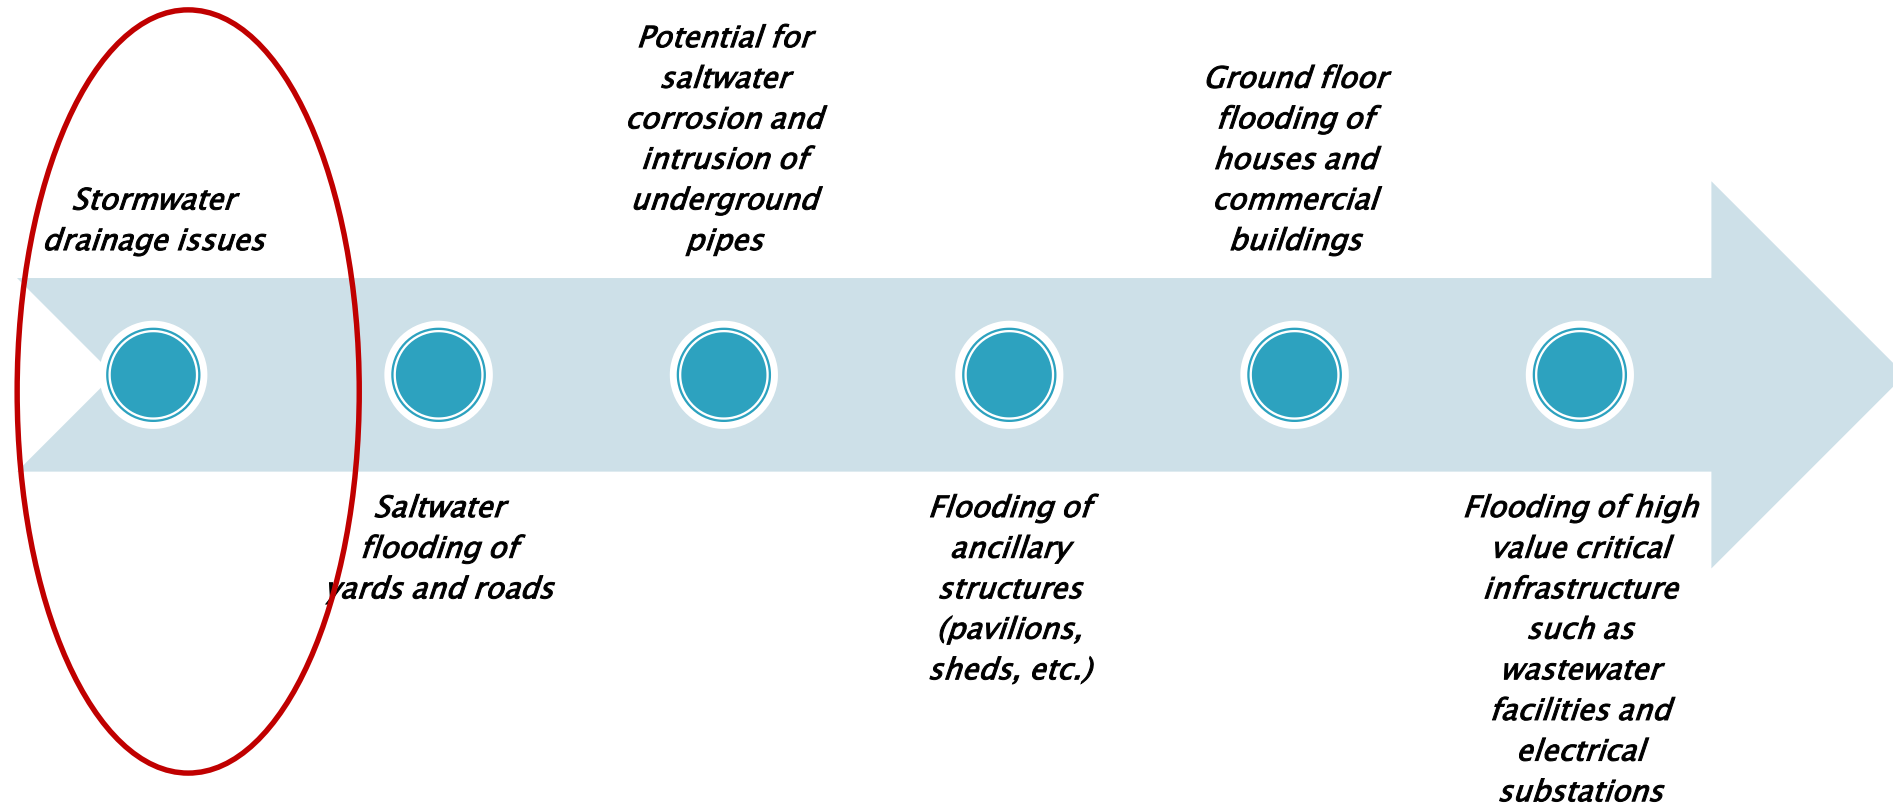 Stormwater
drainage issues
Saltwater
flooding of
yards and roads
Potential for
saltwater
corrosion and
intrusion of
underground
pipes
Flooding of
ancillary
structures
(pavilions,
sheds, etc.)
Ground floor
flooding of
houses and
commercial
buildings
Flooding of high
value critical
infrastructure
such as
wastewater
facilities and
electrical
substations